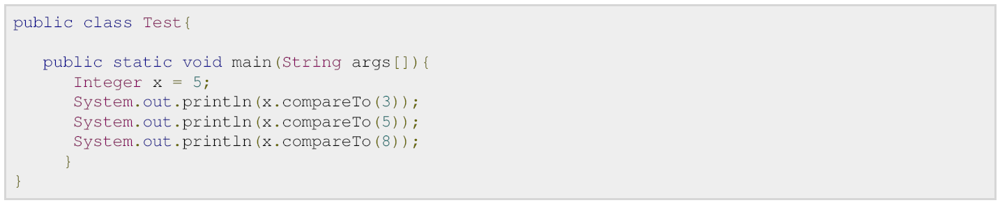 public class Test{
public static void main(String args[]){
Integer x = 5;
System.out.println(x.compareTo(3));
System.out.println(x.compareTo(5));
System.out.println(x.compareTo(8));
}
}